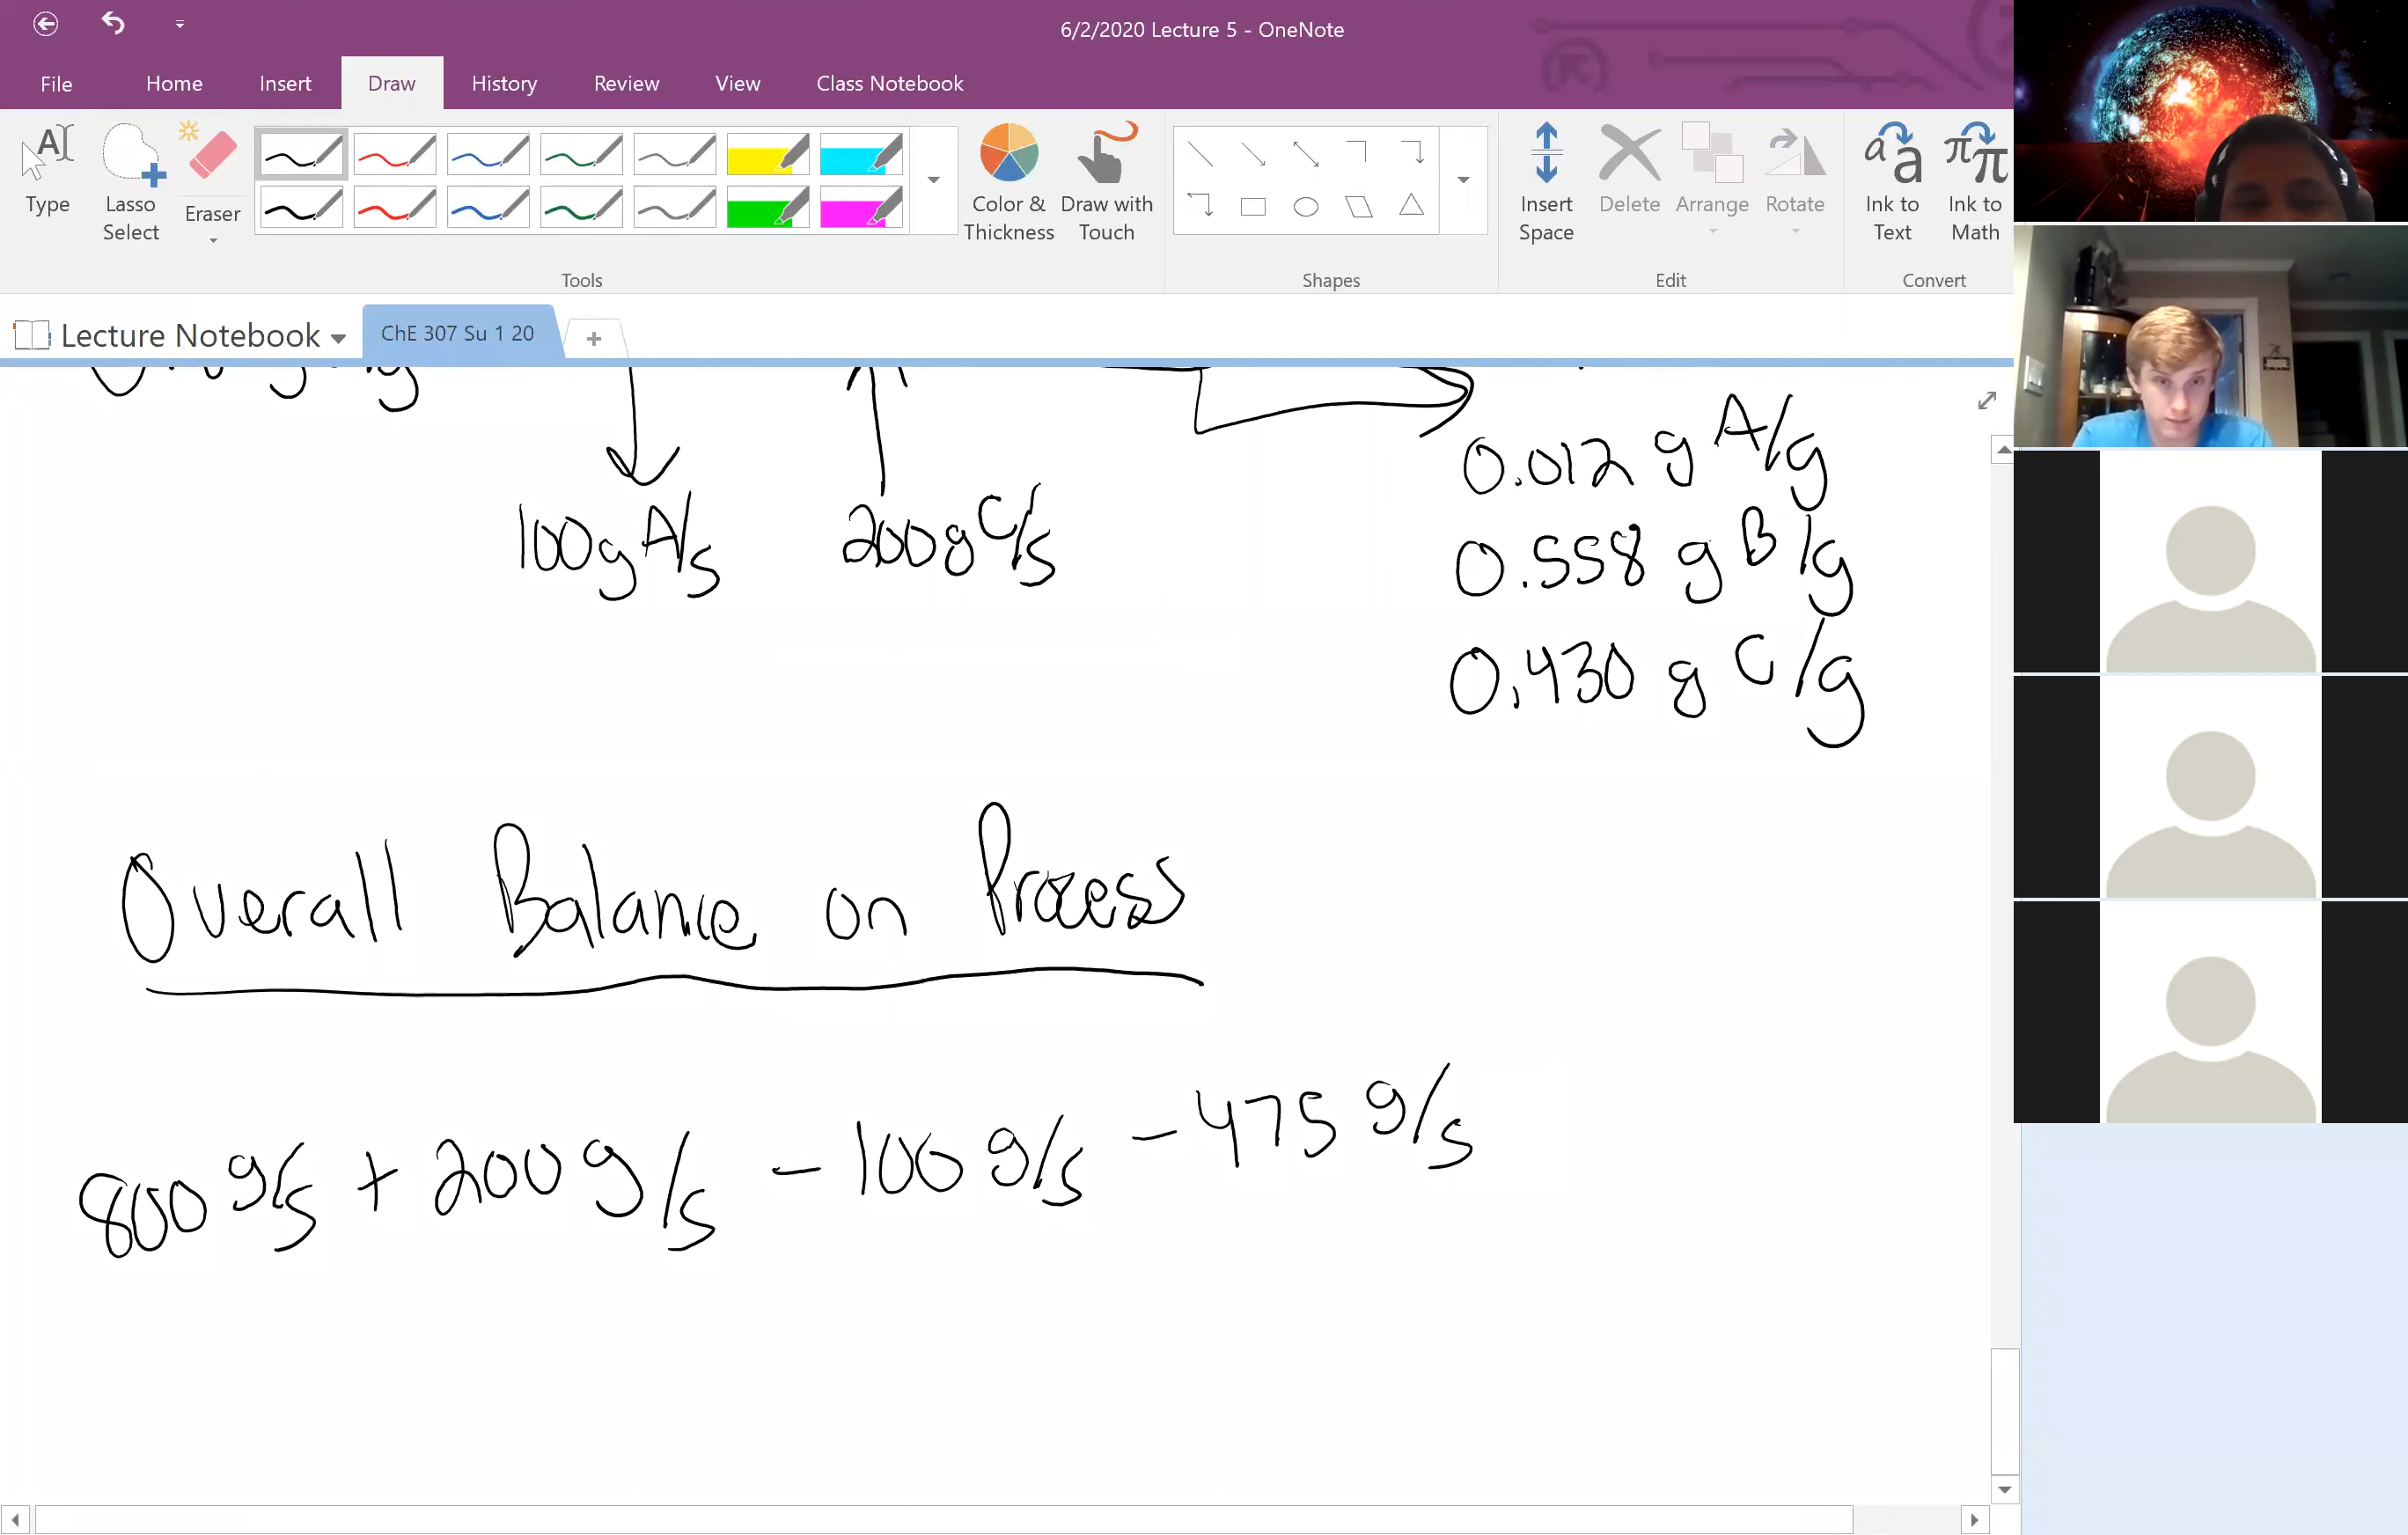 6/2/2020 Lecture 5 - OneNote
File Home Insert Draw History Review View Class Notebook
Type
Lasso Select
Eraser
Color & Thickness
Draw with Touch
Insert Space
Delete
Arrange
Rotate
Ink to Text
Ink to Math
Tools Shapes Edit Convert
Lecture Notebook
ChE 307 Su 1 20
100 g A/s 200 g C/s
0.012 g A/g
0.558 g B/g
0.430 g C/g
Overall Balance on Process
800 g/s + 200 g/s - 100 g/s - 475 g/s